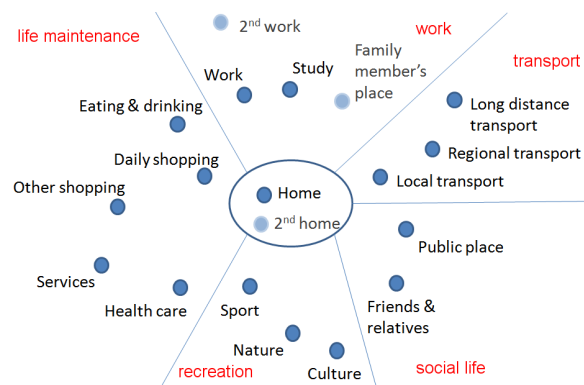 life maintenance
2nd work
work
Family
member's
place
transport
Work
Study
Eating & drinking
Long distance
transport
Daily shopping
Regional transport
Other shopping
Home
Local transport
2nd home
Public place
Services
Health care
Sport
Friends &
relatives
Nature
recreation
Culture
social life